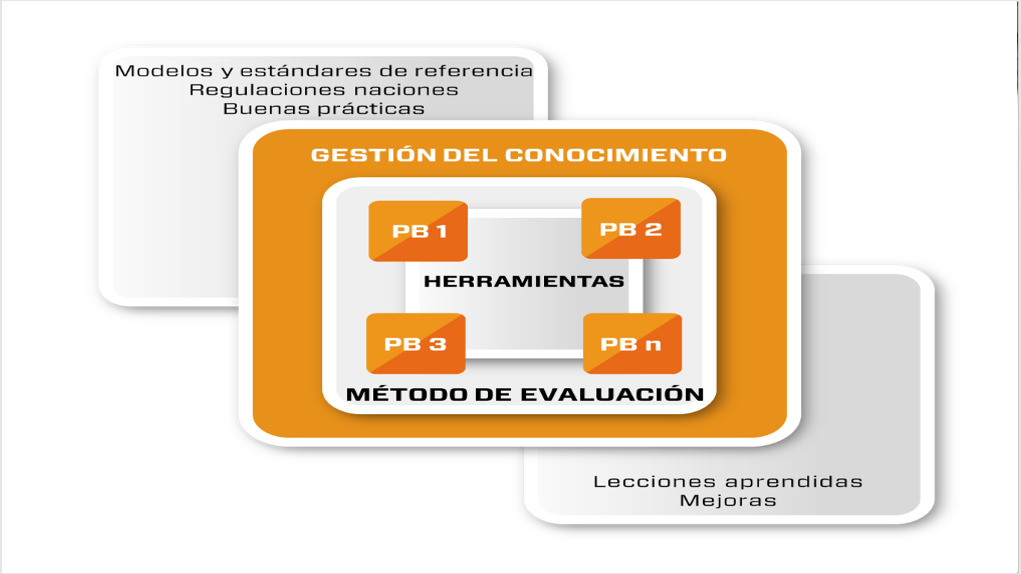 Modelos y estándares de referencia
Regulaciones naciones
Buenas prácticas
GESTIÓN DEL CONOCIMIENTO
PB 1
PB 2
HERRAMIENTAS
PB 3
PB n
MÉTODO DE EVALUACIÓN
Lecciones aprendidas
Mejoras